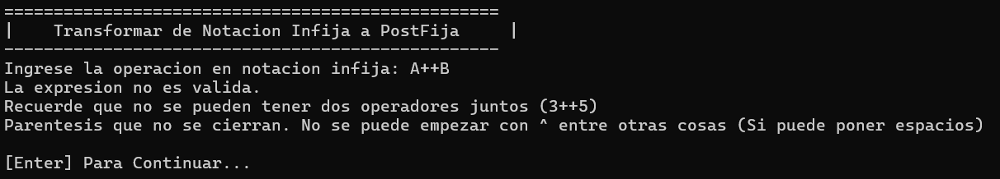 ==================================================
|    Transformar de Notacion Infija a PostFija     |
--------------------------------------------------
Ingrese la operacion en notacion infija: A++B
La expresion no es valida.
Recuerde que no se pueden tener dos operadores juntos (3++5)
Parentesis que no se cierran. No se puede empezar con ^ entre otras cosas (Si puede poner espacios)
[Enter] Para Continuar...